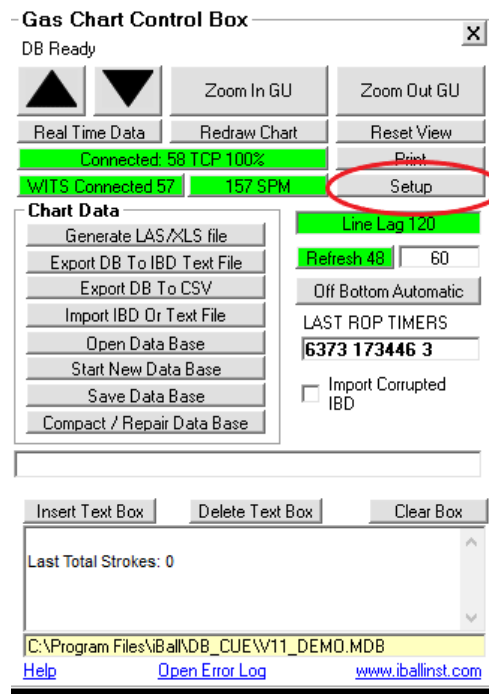 Gas Chart Control Box
X
DB Ready
Zoom In GU
Zoom Out GU
Real Time Data
Redraw Chart
Reset View
Connected: 58 TCP 100%
Print
WITS Connected 57
157 SPM
Setup
Chart Data
Generate LAS/XLS file
Export DB To IBD Text File
Export DB To CSV
Import IBD Or Text File
Open Data Base
Start New Data Base
Save Data Base
Compact / Repair Data Base
Line Lag 120
Refresh 48
60
Off Bottom Automatic
LAST ROP TIMERS
6373 173446 3
Import Corrupted
IBD
Insert Text Box
Delete Text Box
Clear Box
Last Total Strokes: 0
C:\Program Files\iBall\DB_CUE\V11_DEMO.MDB
Help
Open Error Log
www.iballinst.com